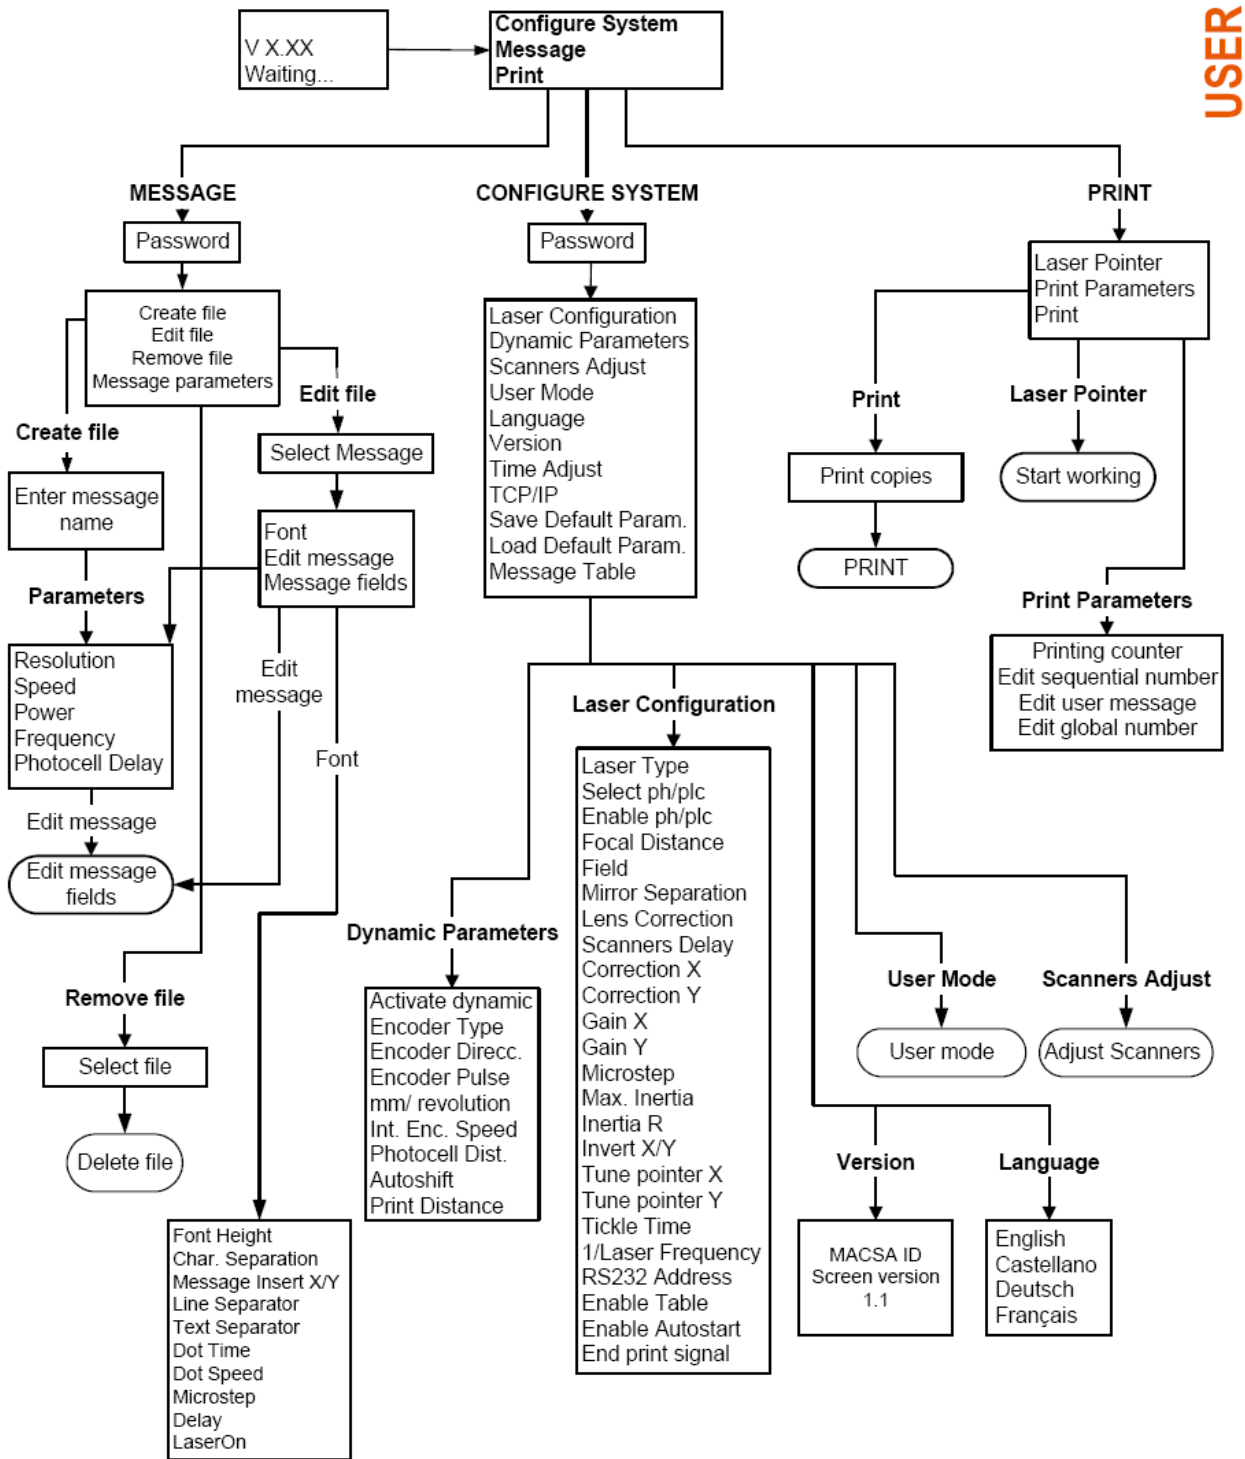 USER
V X.XX
Waiting...
Configure System
Message
Print
MESSAGE
Password
Create file
Edit file
Remove file
Message parameters
Create file
Enter message
name
Parameters
Resolution
Speed
Power
Frequency
Photocell Delay
Edit message
Edit message
fields
Edit file
Select Message
Font
Edit message
Message fields
Edit
message
Font
Remove file
Select file
Delete file
Font Height
Char. Separation
Message Insert X/Y
Line Separator
Text Separator
Dot Time
Dot Speed
Microstep
Delay
LaserOn
CONFIGURE SYSTEM
Password
Laser Configuration
Dynamic Parameters
Scanners Adjust
User Mode
Language
Version
Time Adjust
TCP/IP
Save Default Param.
Load Default Param.
Message Table
Dynamic Parameters
Activate dynamic
Encoder Type
Encoder Direcc.
Encoder Pulse
mm/ revolution
Int. Enc. Speed
Photocell Dist.
Autoshift
Print Distance
Laser Configuration
Laser Type
Select ph/plc
Enable ph/plc
Focal Distance
Field
Mirror Separation
Lens Correction
Scanners Delay
Correction X
Correction Y
Gain X
Gain Y
Microstep
Max. Inertia
Inertia R
Invert X/Y
Tune pointer X
Tune pointer Y
Tickle Time
1/Laser Frequency
RS232 Address
Enable Table
Enable Autostart
End print signal
User Mode
User mode
Scanners Adjust
Adjust Scanners
Version
MACSA ID
Screen version
1.1
Language
English
Castellano
Deutsch
Français
PRINT
Laser Pointer
Print Parameters
Print
Print
Print copies
PRINT
Laser Pointer
Start working
Print Parameters
Printing counter
Edit sequential number
Edit user message
Edit global number